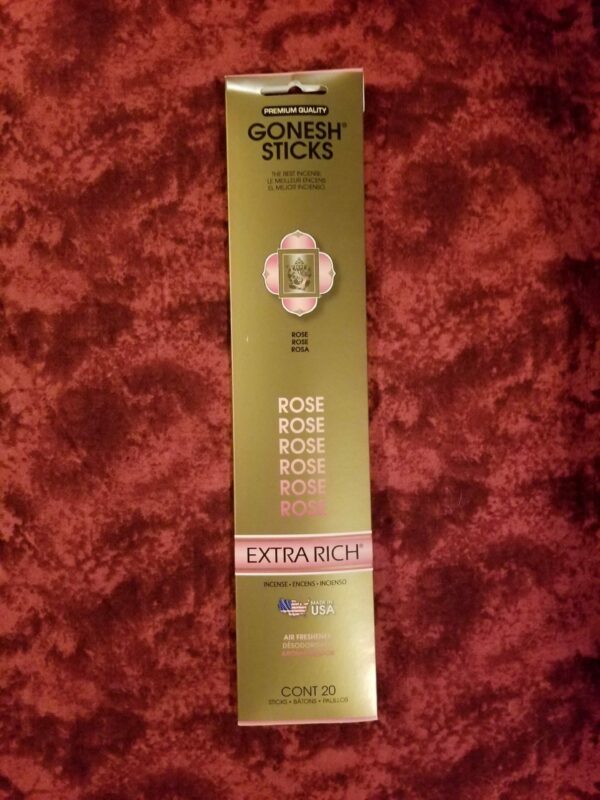 PREMIUM QUALITY
GONESH®
STICKS
THE BEST INCENSE
LE MEILLEUR ENCENS
EL MEJOR INCIENSO
ROSE
ROSE
ROSA
ROSE
ROSE
ROSE
ROSE
ROSE
ROSE
EXTRA RICH®
INCENSE • ENCENS • INCIENSO
MADE IN
USA
AIR FRESHENER
CONT 20
STICKS • BÂTONS • PALILLOS